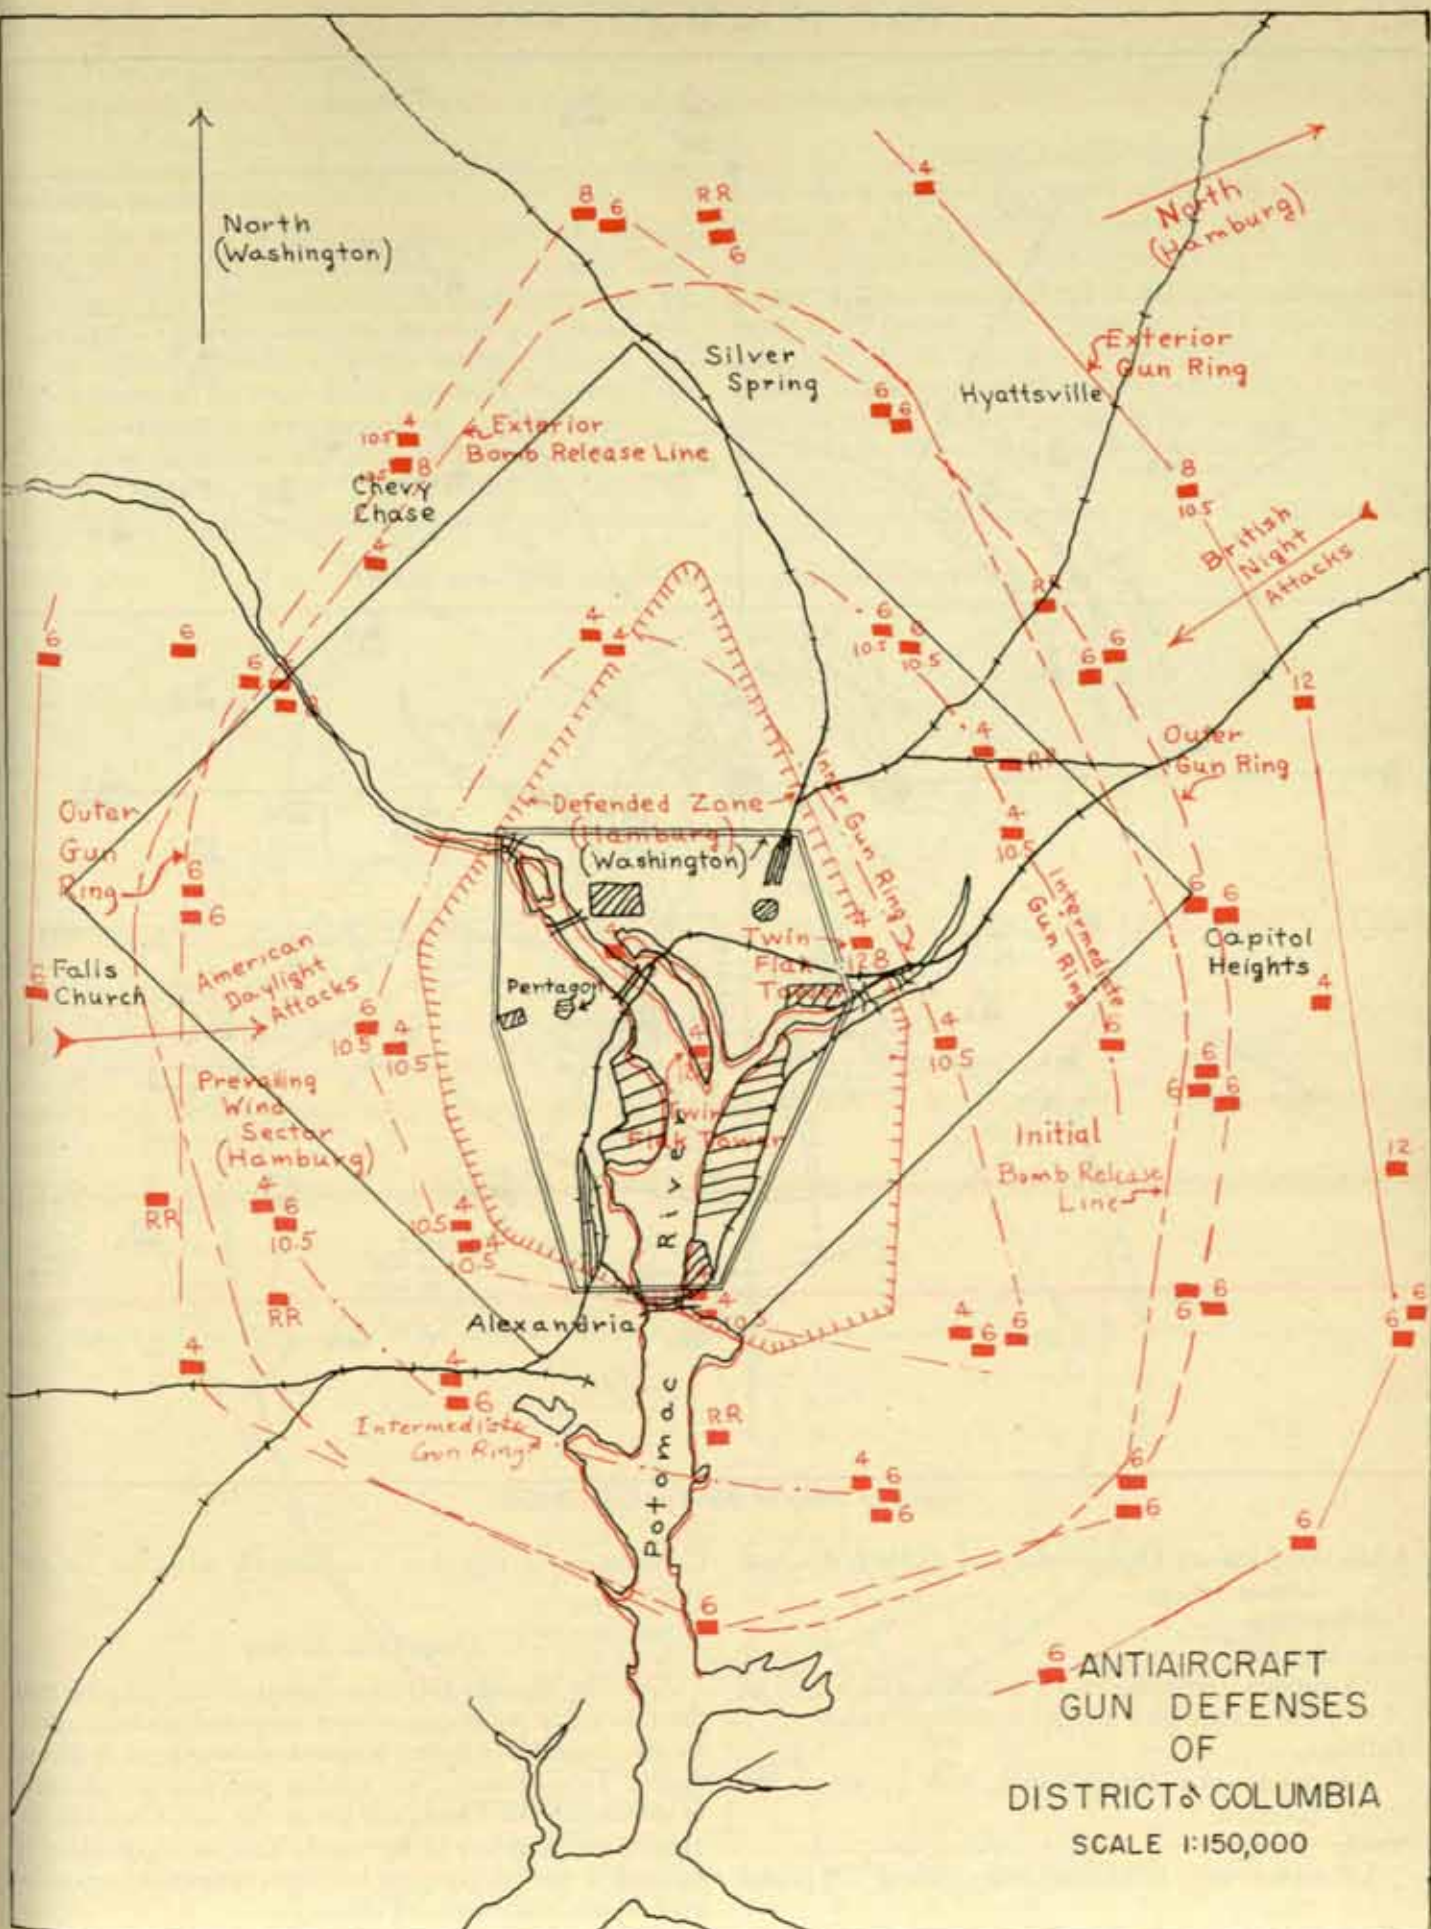 North
(Washington)
8
6
RR
6
4
North
(Hamburg)
Exterior
Gun Ring
Silver
Spring
Hyattsville
6
6
10.5
4
8
Exterior
Bomb Release Line
Chevy
Chase
4
8
10.5
British
Night
Attacks
6
6
6
4
4
6
10.5
6
10.5
RR
6
6
12
4
RR
Outer
Gun Ring
Outer
Gun
Ring
Defended Zone
(Hamburg)
(Washington)
Inner Gun Ring
4
10.5
Intermediate
Gun Ring
6
6
6
6
Capitol
Heights
Falls
Church
6
American
Daylight
Attacks
Pentagon
4
Twin
Flak
Tower
4
128
6
10.5
4
10.5
4
Twin
Flak Tower
4
10.5
6
4
Prevailing
Wind
Sector
(Hamburg)
6
6
6
Initial
Bomb Release
Line
12
RR
4
6
10.5
10.5
4
4
10.5
RR
River
4
10.5
4
6
6
6
6
6
6
Alexandria
4
4
6
Intermediate
Gun Ring
RR
Potomac
4
6
6
6
6
6
6
6
ANTIAIRCRAFT
GUN DEFENSES
OF
DISTRICT of COLUMBIA
SCALE 1:150,000